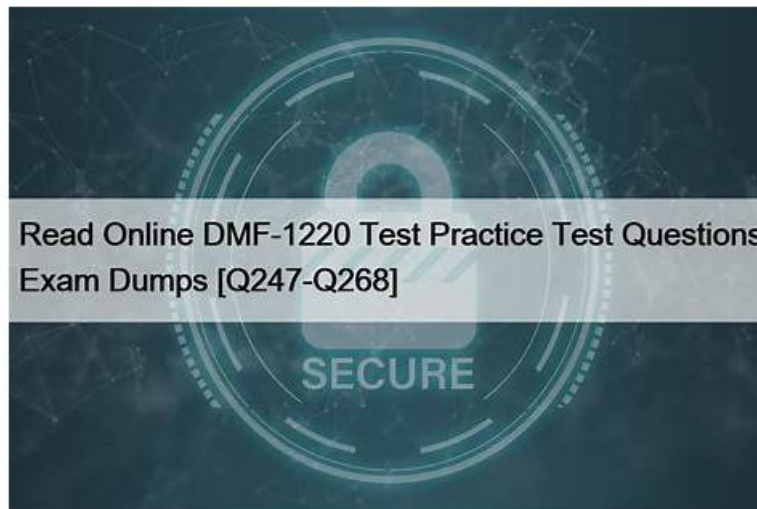 Read Online DMF-1220 Test Practice Test Questions
Exam Dumps [Q247-Q268]
SECURE